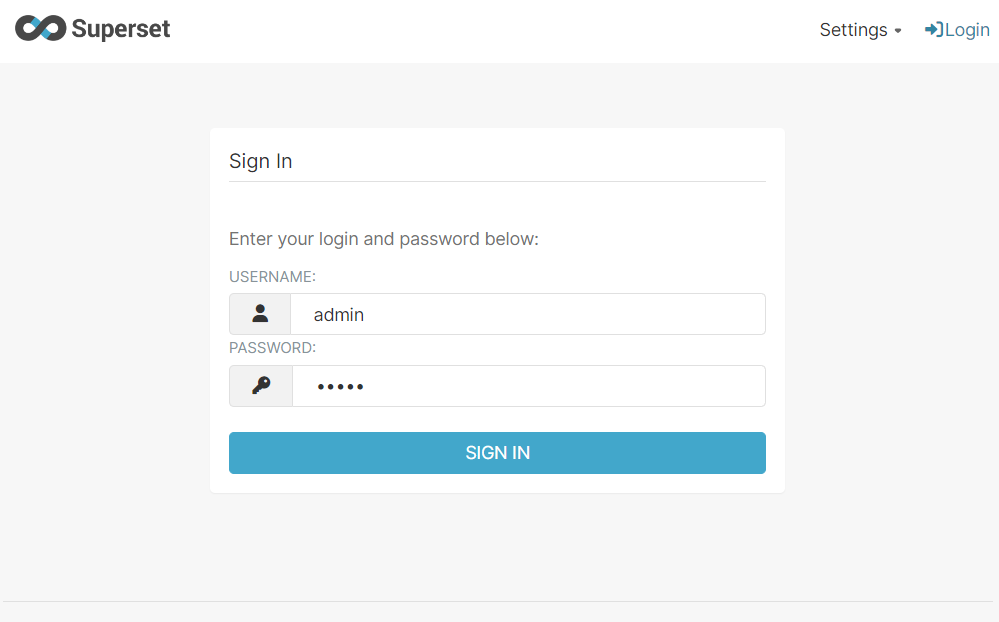 Superset
Settings
Login
Sign In
Enter your login and password below:
USERNAME:
admin
PASSWORD:
•••••
SIGN IN